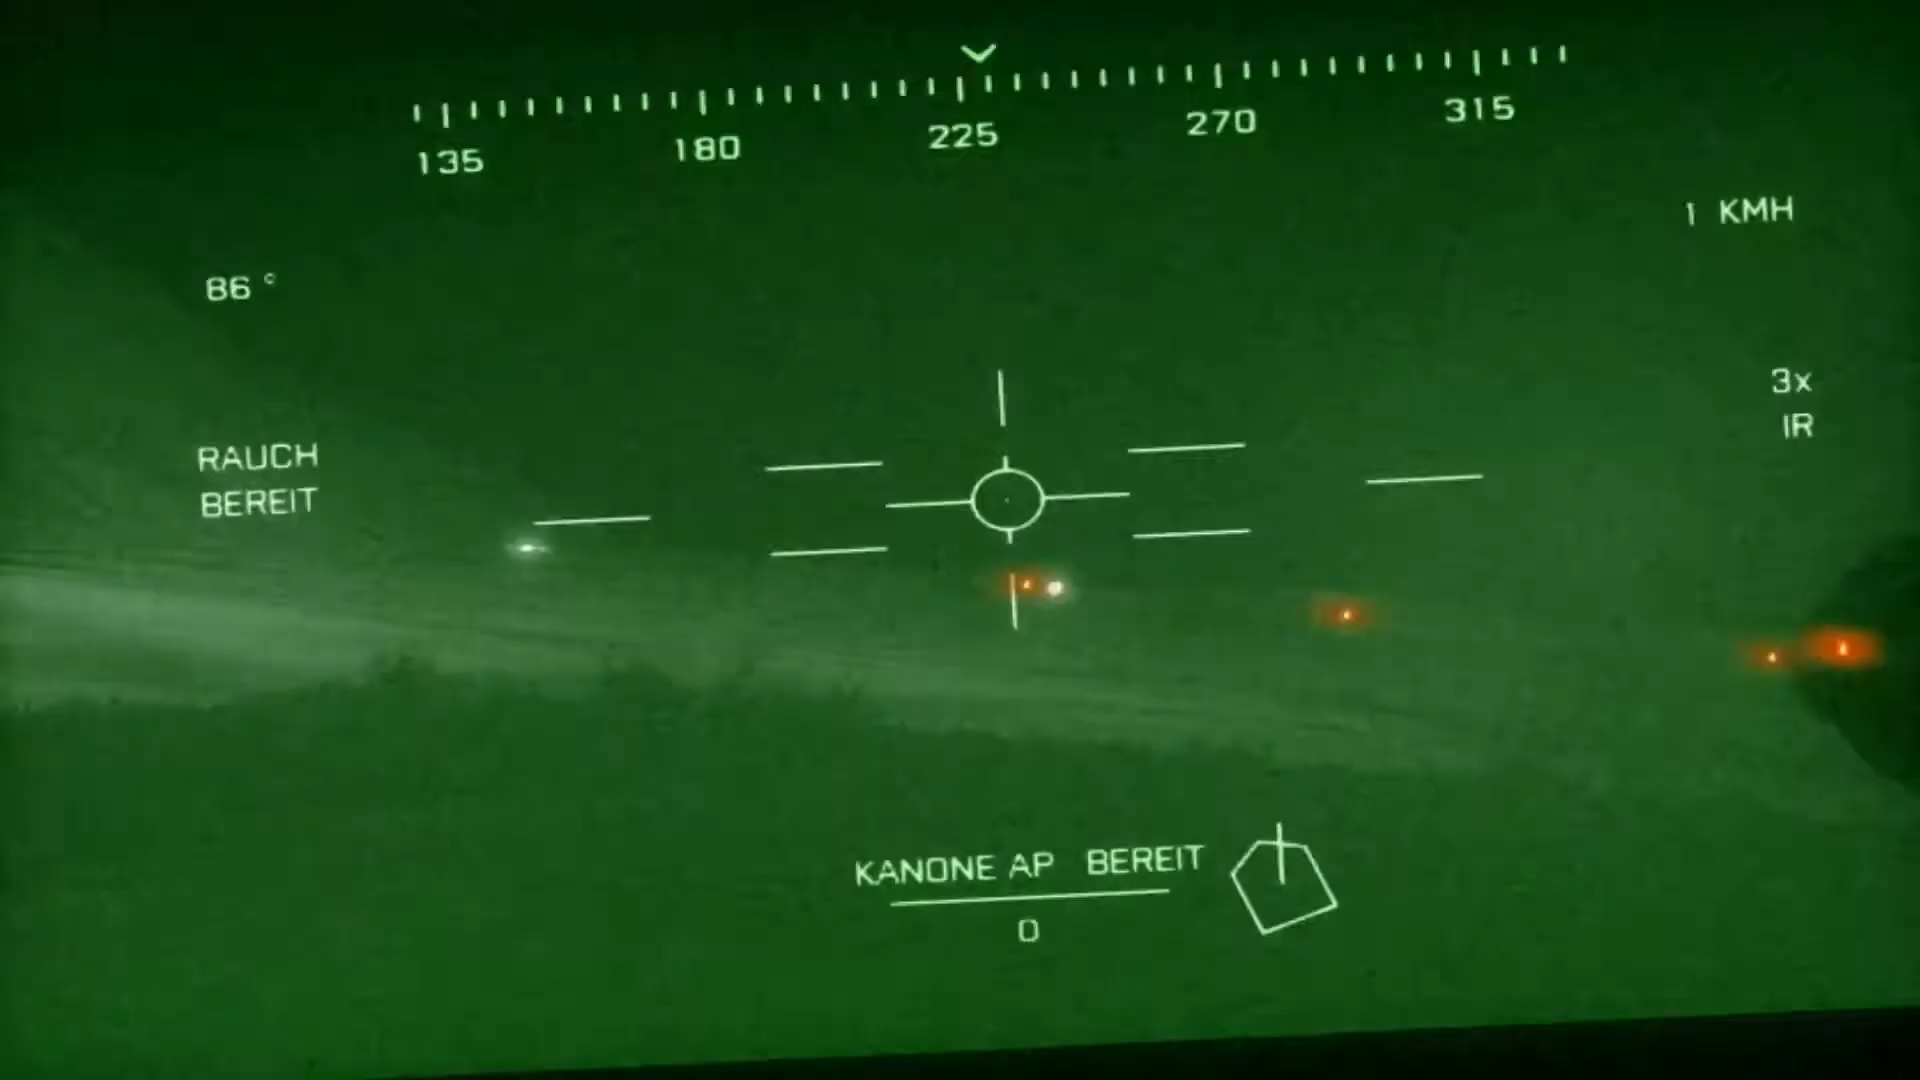 135 180 225 270 315
1 KMH
86 °
3x
IR
RAUCH
BEREIT
KANONE AP BEREIT
0